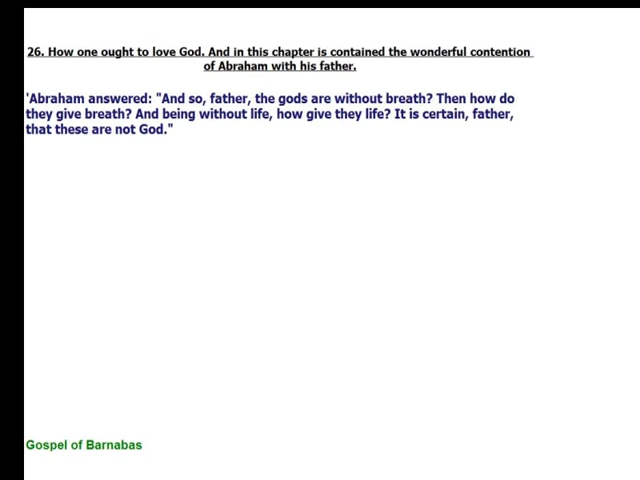 26. How one ought to love God. And in this chapter is contained the wonderful contention
of Abraham with his father.
'Abraham answered: "And so, father, the gods are without breath? Then how do
they give breath? And being without life, how give they life? It is certain, father,
that these are not God."
Gospel of Barnabas